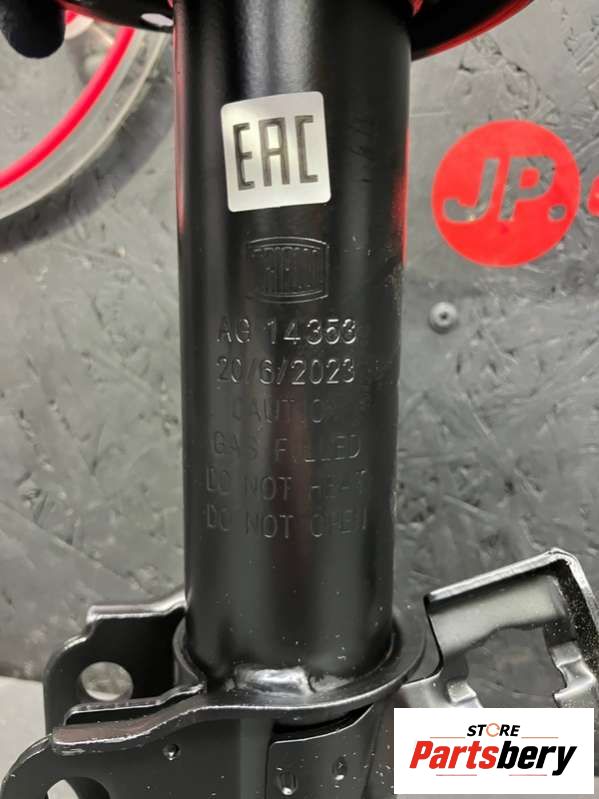 EAC
AG 14353
20/6/2023
CAUTION
GAS FILLED
DO NOT HEAT
DO NOT OPEN
JP.
STORE
Partsbery